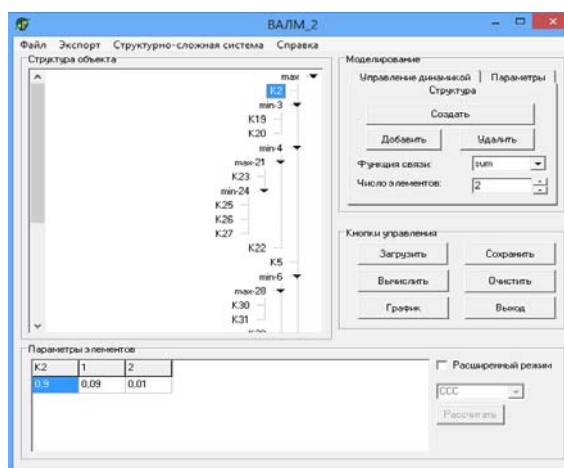 ВАЛМ_2
Файл Экспорт Структурно-сложная система Справка
Структура объекта
max
K2
min-3
K19
K20
min-4
max-21
K23
min-24
K25
K26
K27
K22
K5
min-6
max-28
K30
K31
Моделирование
Управление динамикой Параметры
Структура
Создать
Добавить Удалить
Функция связи: sum
Число элементов: 2
Кнопки управления
Загрузить Сохранить
Вычислить Очистить
График Выход
Параметры элементов
K2 1 2
0,9 0,09 0,01
Расширенный режим
ССС
Рассчитать